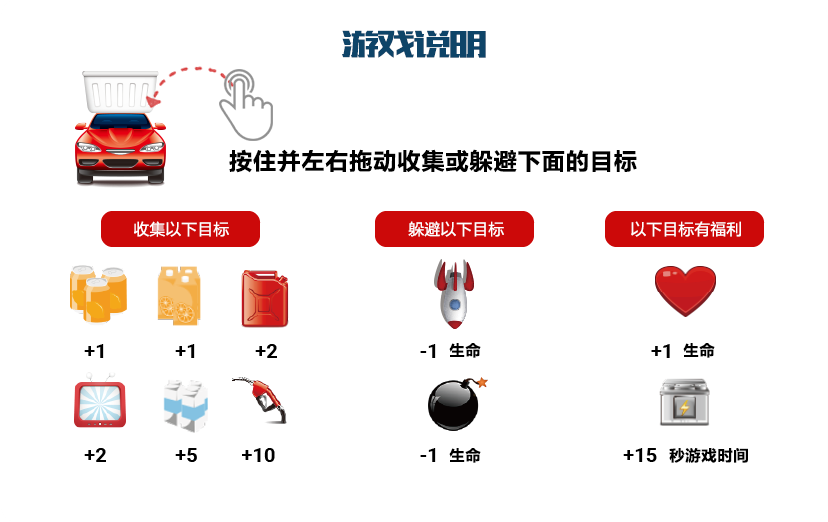 游戏说明
按住并左右拖动收集或躲避下面的目标
收集以下目标
躲避以下目标
以下目标有福利
+1
+1
+2
-1 生命
+1 生命
+2
+5
+10
-1 生命
+15 秒游戏时间